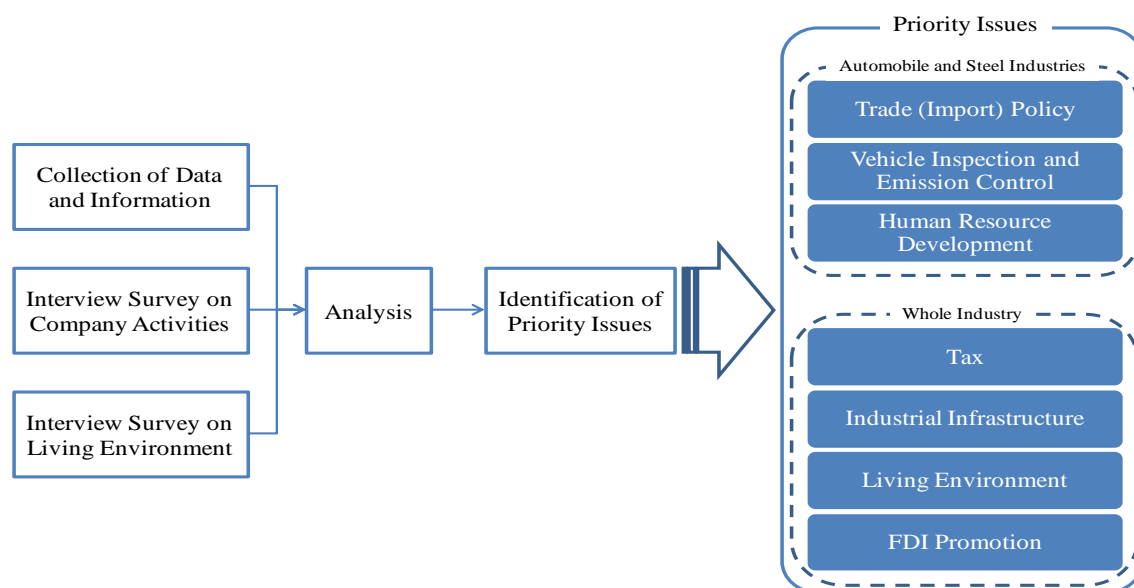 Collection of Data
and Information
Interview Survey on
Company Activities
Interview Survey on
Living Environment
Analysis
Identification of
Priority Issues
Priority Issues
Automobile and Steel Industries
Trade (Import) Policy
Vehicle Inspection and
Emission Control
Human Resource
Development
Whole Industry
Tax
Industrial Infrastructure
Living Environment
FDI Promotion